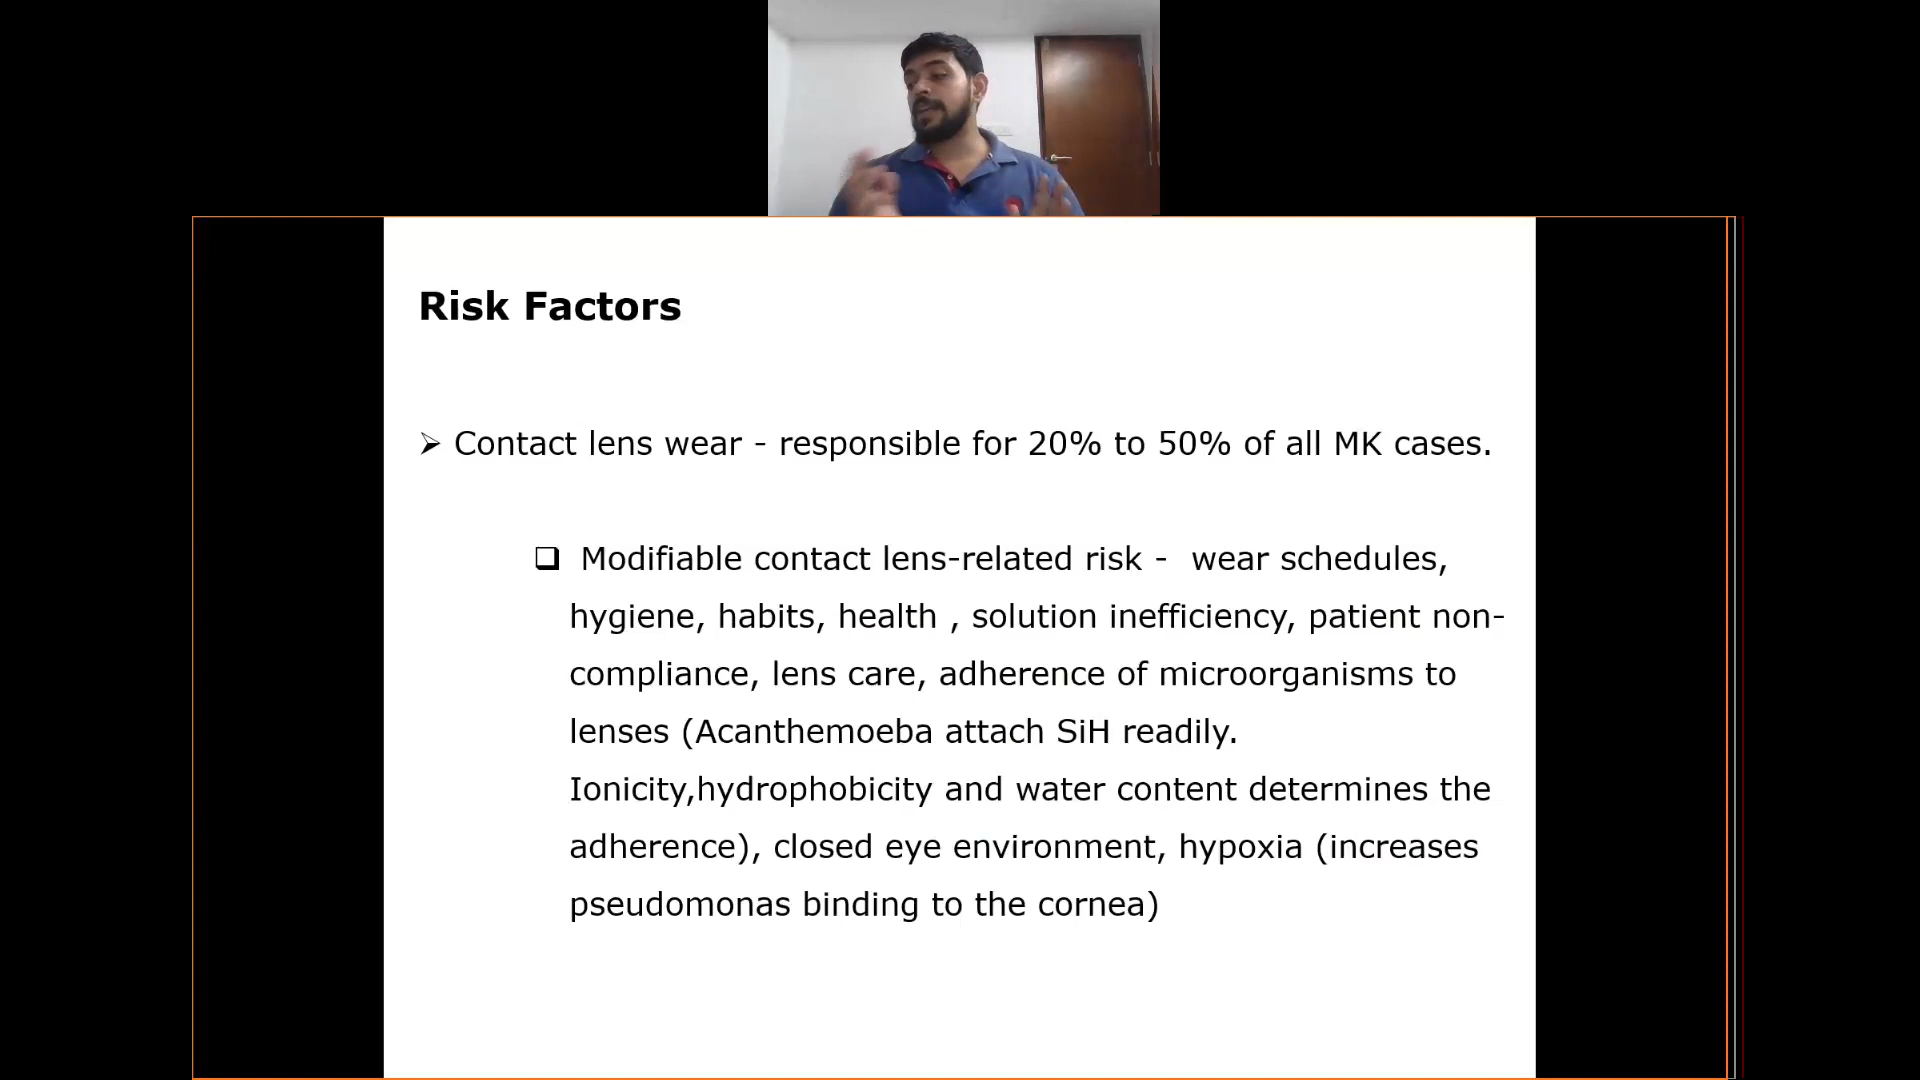 Risk Factors
➢ Contact lens wear - responsible for 20% to 50% of all MK cases.
❑ Modifiable contact lens-related risk - wear schedules,
hygiene, habits, health , solution inefficiency, patient non-
compliance, lens care, adherence of microorganisms to
lenses (Acanthemoeba attach SiH readily.
Ionicity,hydrophobicity and water content determines the
adherence), closed eye environment, hypoxia (increases
pseudomonas binding to the cornea)